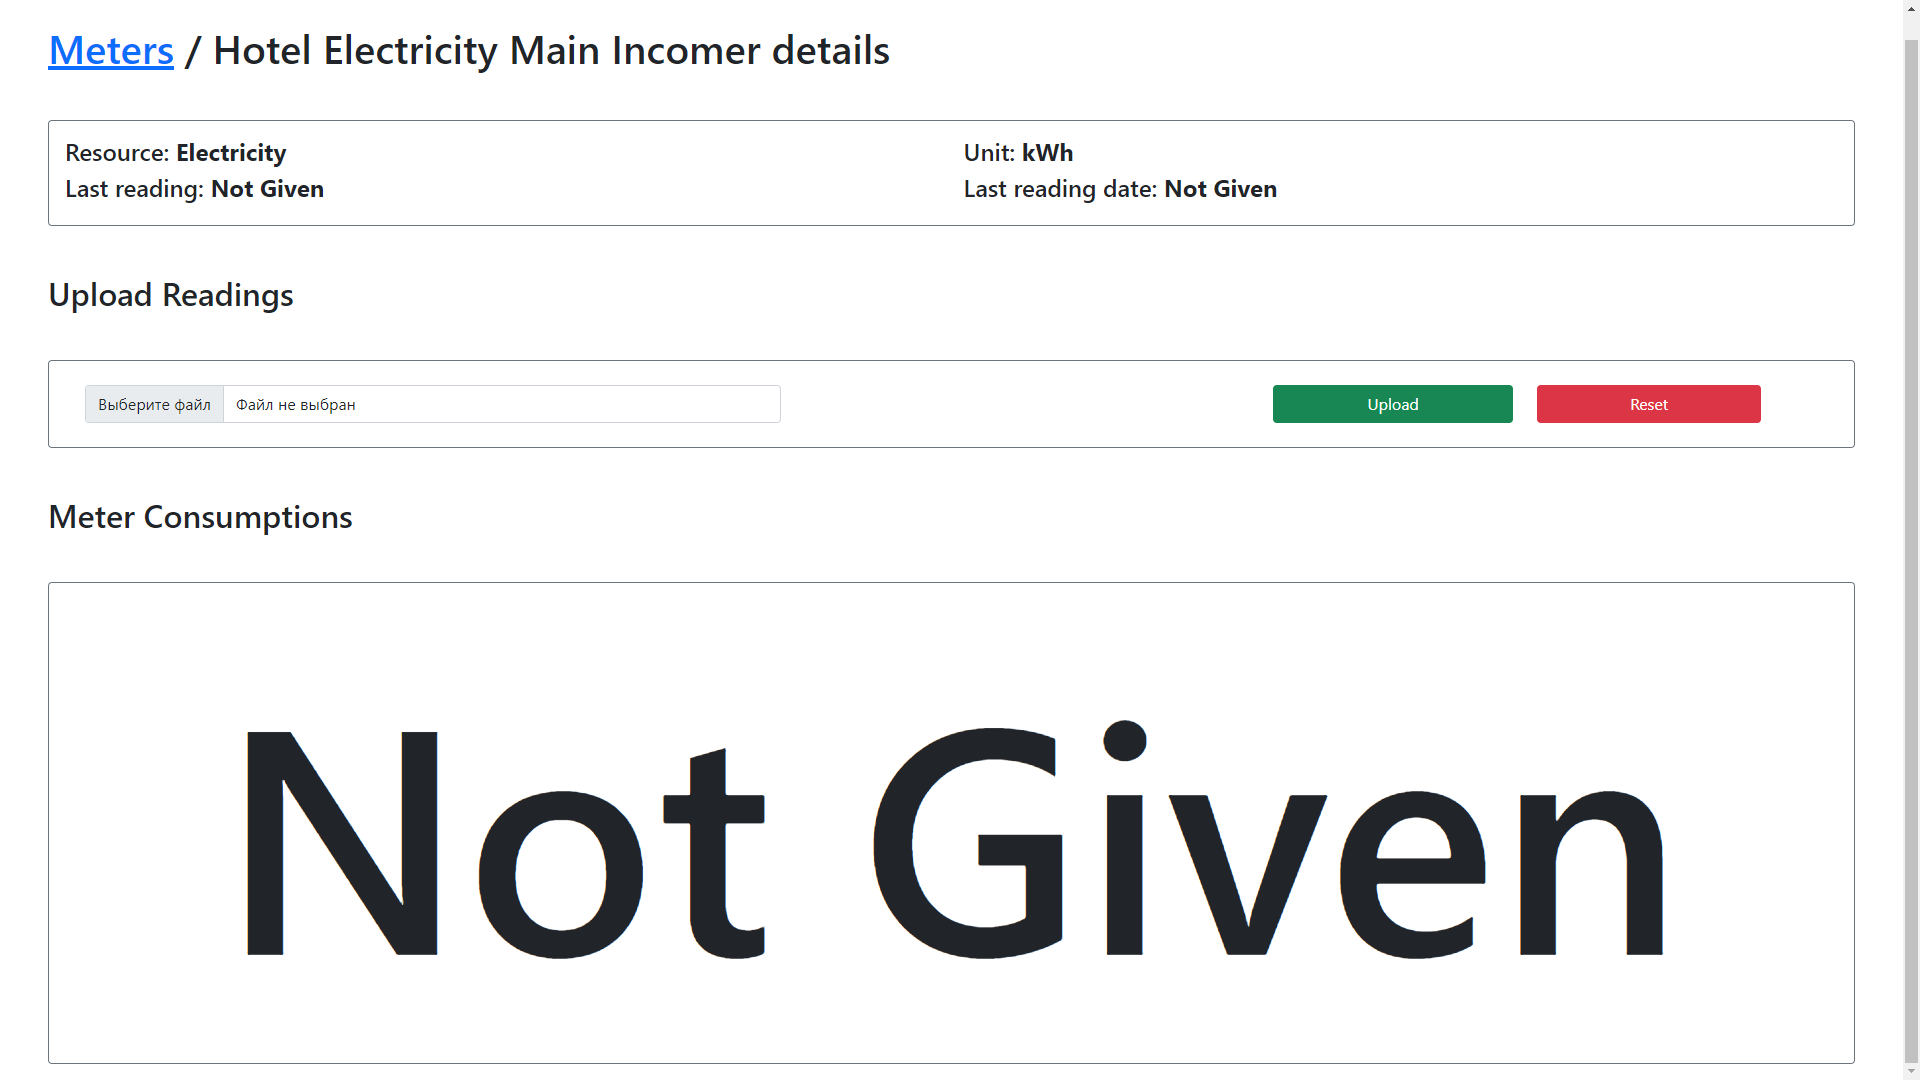 Meters / Hotel Electricity Main Incomer details
Resource: Electricity
Unit: kWh
Last reading: Not Given
Last reading date: Not Given
Upload Readings
Выберите файл
Файл не выбран
Upload
Reset
Meter Consumptions
Not Given